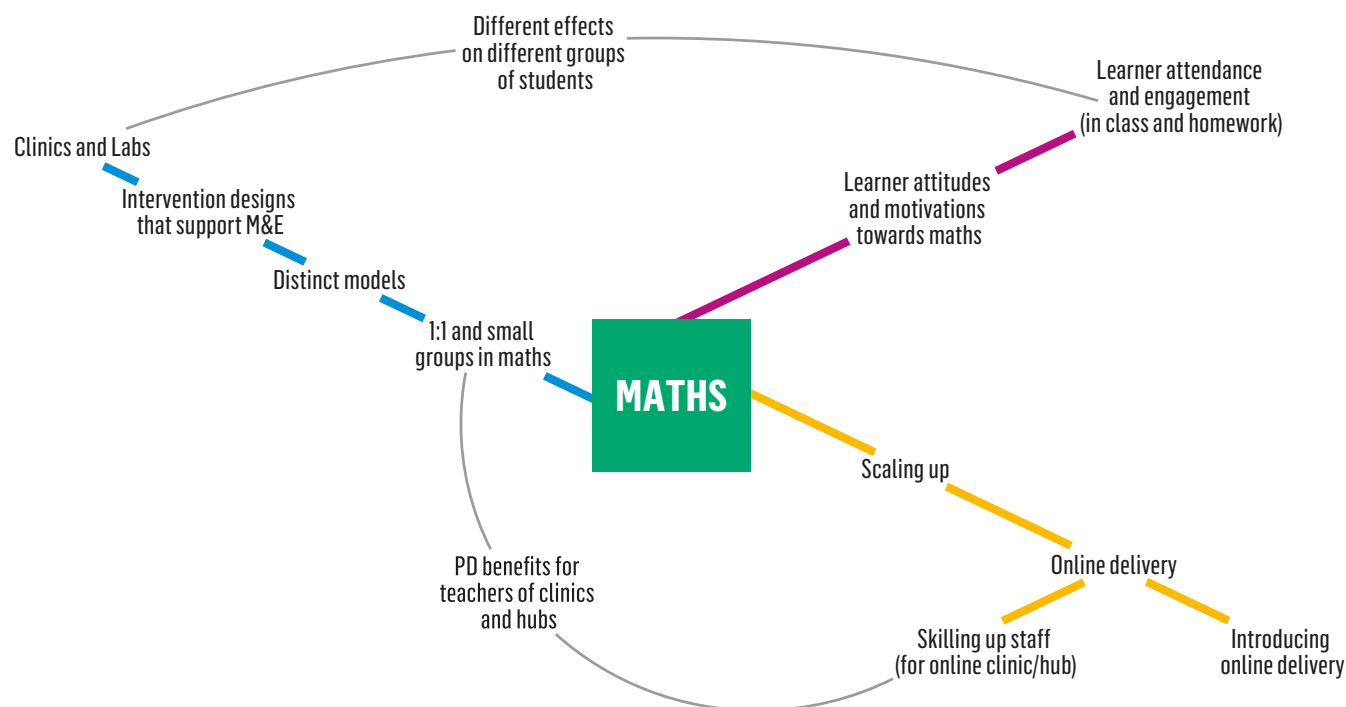 Different effects
on different groups
of students
Learner attendance
and engagement
(in class and homework)
Clinics and Labs
Intervention designs
that support M&E
Learner attitudes
and motivations
towards maths
Distinct models
1:1 and small
groups in maths
MATHS
Scaling up
Online delivery
PD benefits for
teachers of clinics
and hubs
Skilling up staff
(for online clinic/hub)
Introducing
online delivery